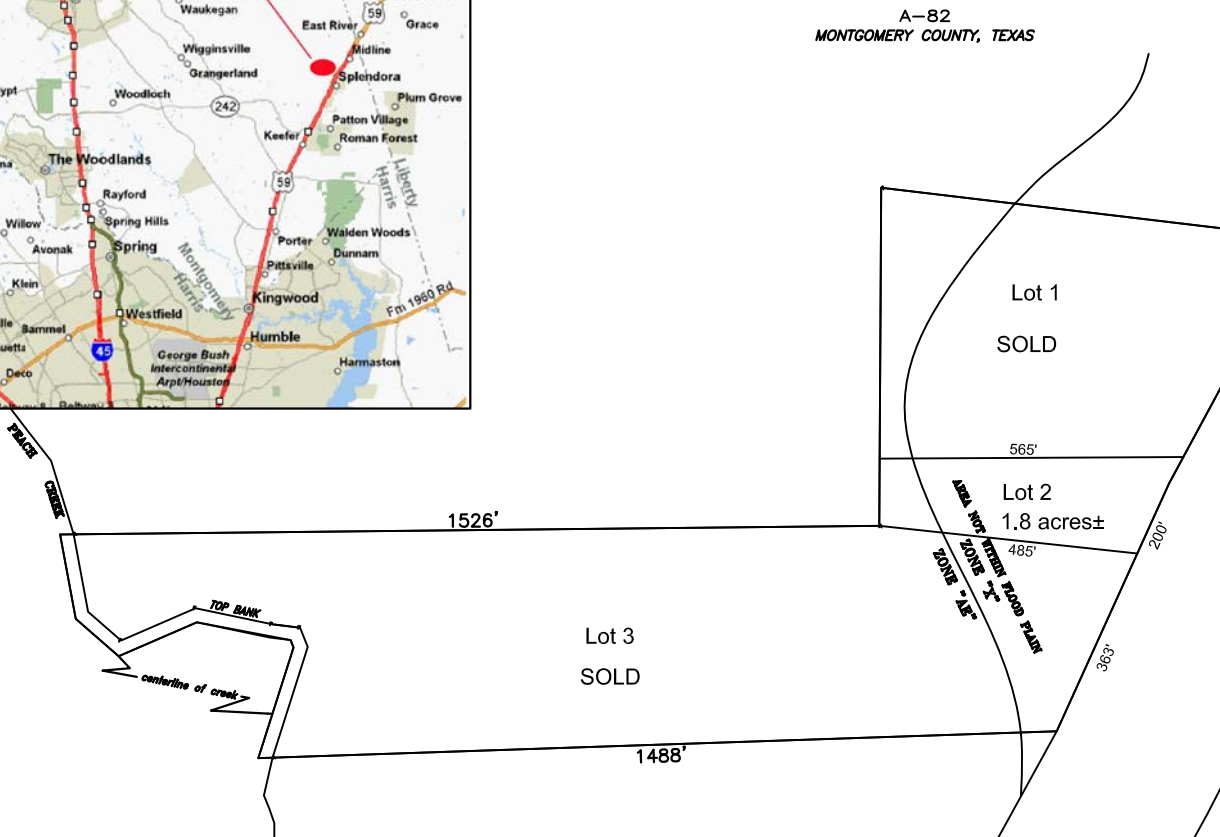 Waukegan
59
East River
Grace
Wigginsville
Midline
Grangerland
Splendora
Woodloch
242
Plum Grove
Patton Village
Keefer
Roman Forest
The Woodlands
Liberty
Harris
59
Rayford
Willow
Spring Hills
Porter
Walden Woods
Avonak
Spring
Dunnam
Montgomery
Harris
Pittsville
Klein
Kingwood
Fm 1960 Rd
Westfield
Bammel
Humble
45
George Bush
Intercontinental
Arpt/Houston
Harmaston
Deco
A-82
MONTGOMERY COUNTY, TEXAS
Lot 1
SOLD
565'
Lot 2
1.8 acres±
485'
200'
AREA NOT WITHIN FLOOD PLAIN
ZONE "X"
ZONE "AE"
363'
PEACH
CREEK
1526'
TOP BANK
centerline of creek
Lot 3
SOLD
1488'